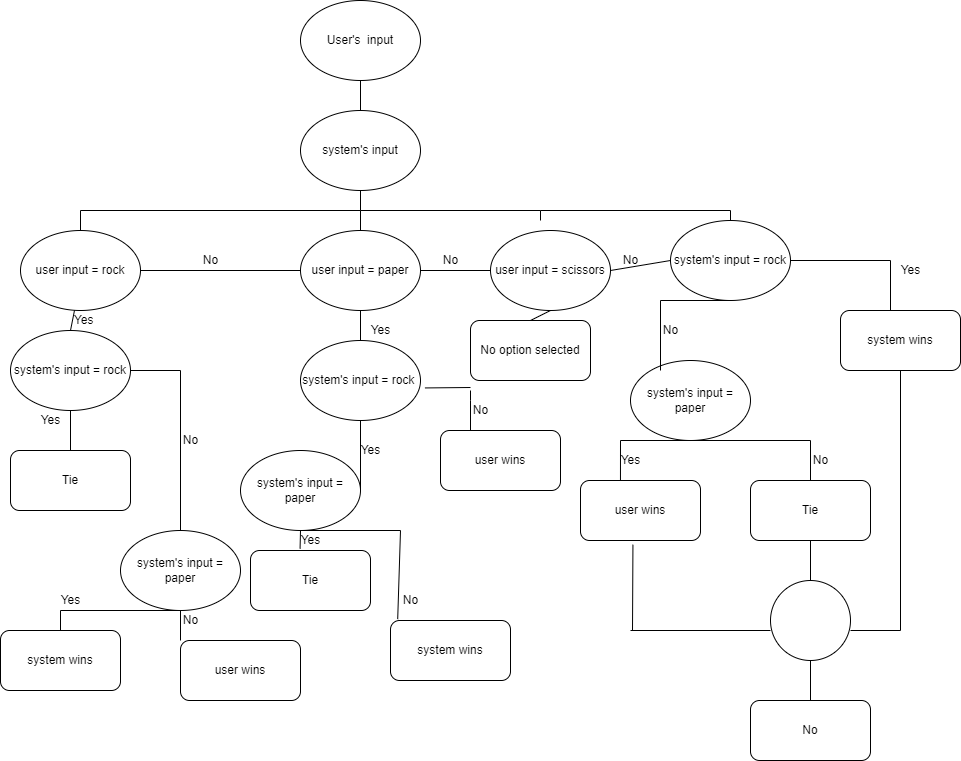 User's input
system's input
user input = rock
No
user input = paper
No
user input = scissors
No
system's input = rock
Yes
system wins
Yes
system's input = rock
Yes
Tie
No
system's input =
paper
Yes
system wins
No
user wins
Yes
system's input = rock
No
user wins
Yes
system's input =
paper
Yes
Tie
No
system wins
No option selected
No
system's input =
paper
Yes
user wins
No
Tie
No